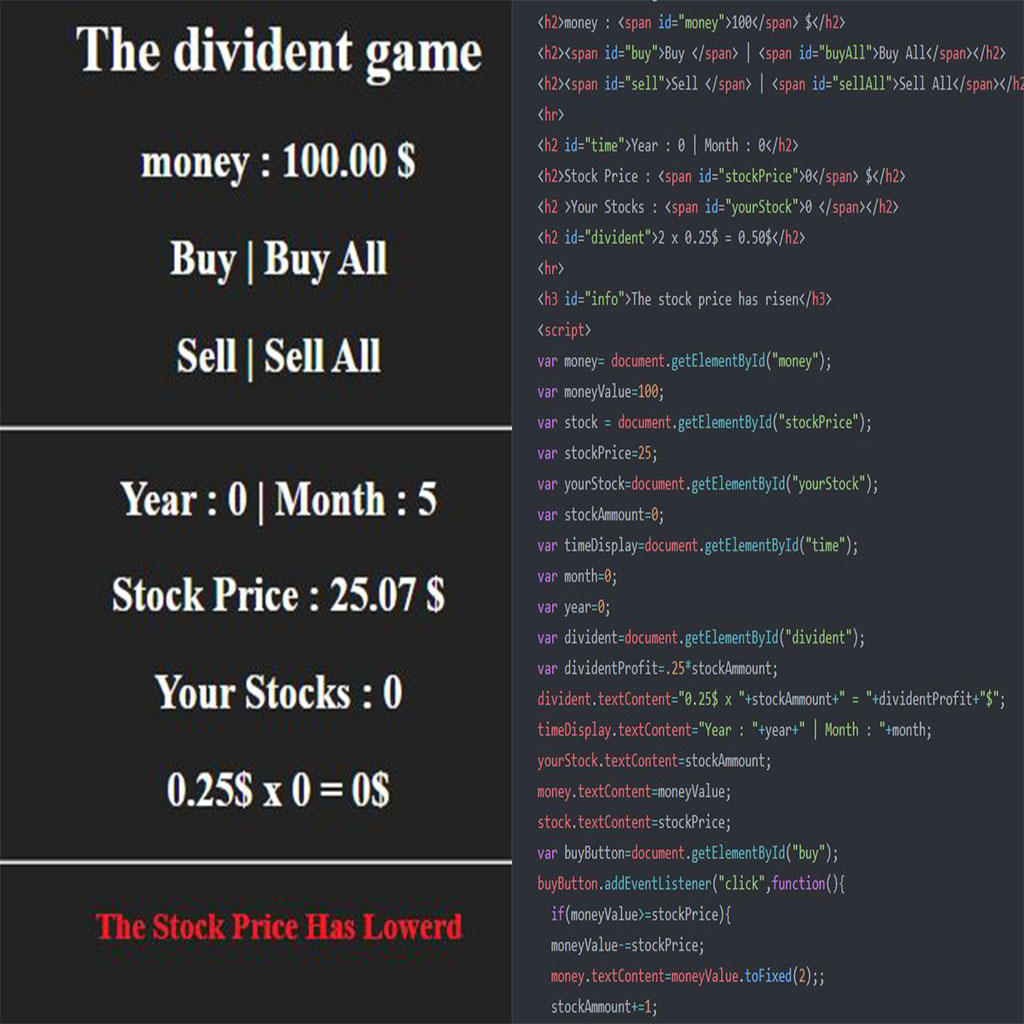 The divident game
money : 100.00 $
Buy | Buy All
Sell | Sell All
Year : 0 | Month : 5
Stock Price : 25.07 $
Your Stocks : 0
0.25$ x 0 = 0$
The Stock Price Has Lowerd
<h2>money : <span id="money">100</span> $</h2>
<h2><span id="buy">Buy </span> | <span id="buyAll">Buy All</span></h2>
<h2><span id="sell">Sell </span> | <span id="sellAll">Sell All</span></h2
<hr>
<h2 id="time">Year : 0 | Month : 0</h2>
<h2>Stock Price : <span id="stockPrice">0</span> $</h2>
<h2 >Your Stocks : <span id="yourStock">0 </span></h2>
<h2 id="divident">2 x 0.25$ = 0.50$</h2>
<hr>
<h3 id="info">The stock price has risen</h3>
<script>
var money= document.getElementById("money");
var moneyValue=100;
var stock = document.getElementById("stockPrice");
var stockPrice=25;
var yourStock=document.getElementById("yourStock");
var stockAmmount=0;
var timeDisplay=document.getElementById("time");
var month=0;
var year=0;
var divident=document.getElementById("divident");
var dividentProfit=.25*stockAmmount;
divident.textContent="0.25$ x "+stockAmmount+" = "+dividentProfit+"$";
timeDisplay.textContent="Year : "+year+" | Month : "+month;
yourStock.textContent=stockAmmount;
money.textContent=moneyValue;
stock.textContent=stockPrice;
var buyButton=document.getElementById("buy");
buyButton.addEventListener("click",function(){
if(moneyValue>=stockPrice){
moneyValue-=stockPrice;
money.textContent=moneyValue.toFixed(2);;
stockAmmount+=1;